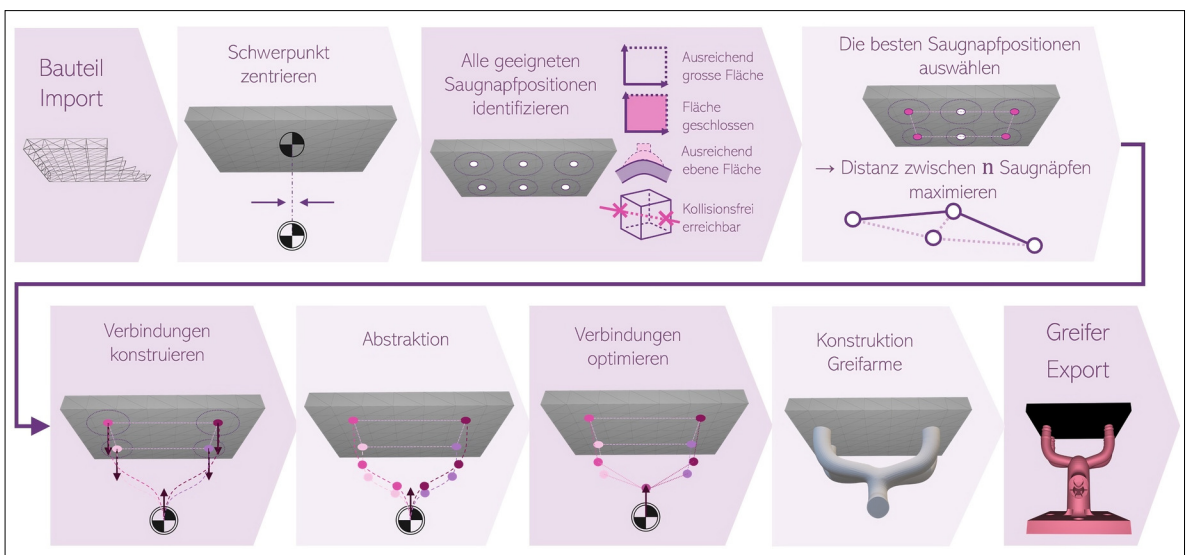 Bauteil
Import
Schwerpunkt
zentrieren
Alle geeigneten
Saugnapfpositionen
identifizieren
Ausreichend
grosse Fläche
Fläche
geschlossen
Ausreichend
ebene Fläche
Kollisionsfrei
erreichbar
Die besten Saugnapfpositionen
auswählen
→ Distanz zwischen n Saugnäpfen
maximieren
Verbindungen
konstruieren
Abstraktion
Verbindungen
optimieren
Konstruktion
Greifarme
Greifer
Export